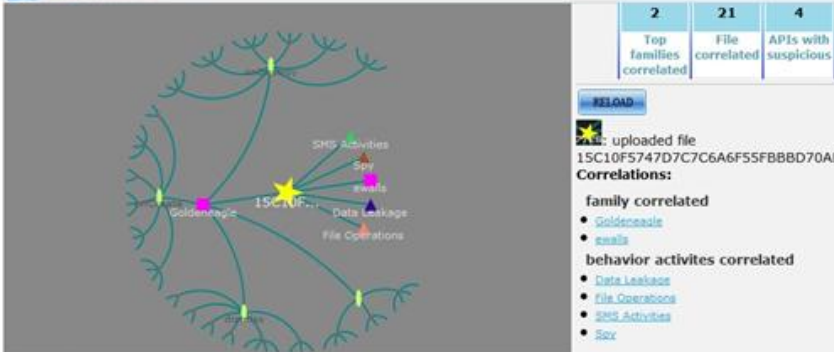 2 21 4
Top families correlated
File correlated
APIs with suspicious
RELOAD
: uploaded file
15C10F5747D7C7C6A6F55FBBBD70A
Correlations:
family correlated
Goldeneagle
ewalls
behavior activites correlated
Data Leakage
File Operations
SMS Activities
Spy
SMS Activities
Spy
ewalls
15C10F...
Goldeneagle
Data Leakage
File Operations